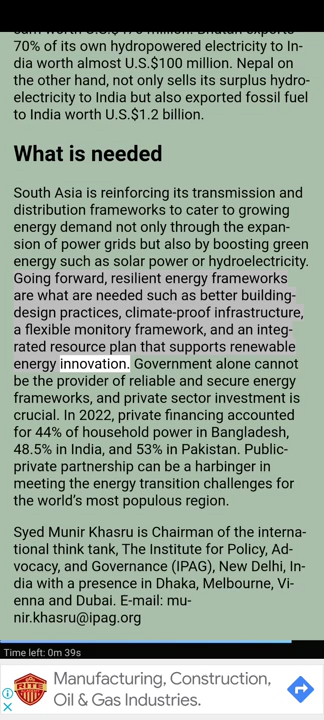 70% of its own hydropowered electricity to In-
dia worth almost U.S.$100 million. Nepal on
the other hand, not only sells its surplus hydro-
electricity to India but also exported fossil fuel
to India worth U.S.$1.2 billion.
What is needed
South Asia is reinforcing its transmission and
distribution frameworks to cater to growing
energy demand not only through the expan-
sion of power grids but also by boosting green
energy such as solar power or hydroelectricity.
Going forward, resilient energy frameworks
are what are needed such as better building-
design practices, climate-proof infrastructure,
a flexible monitory framework, and an integ-
rated resource plan that supports renewable
energy innovation. Government alone cannot
be the provider of reliable and secure energy
frameworks, and private sector investment is
crucial. In 2022, private financing accounted
for 44% of household power in Bangladesh,
48.5% in India, and 53% in Pakistan. Public-
private partnership can be a harbinger in
meeting the energy transition challenges for
the world's most populous region.
Syed Munir Khasru is Chairman of the interna-
tional think tank, The Institute for Policy, Ad-
vocacy, and Governance (IPAG), New Delhi, In-
dia with a presence in Dhaka, Melbourne, Vi-
enna and Dubai. E-mail: mu-
nir.khasru@ipag.org
Time left: 0m 39s
RITE
Manufacturing, Construction,
Oil & Gas Industries.